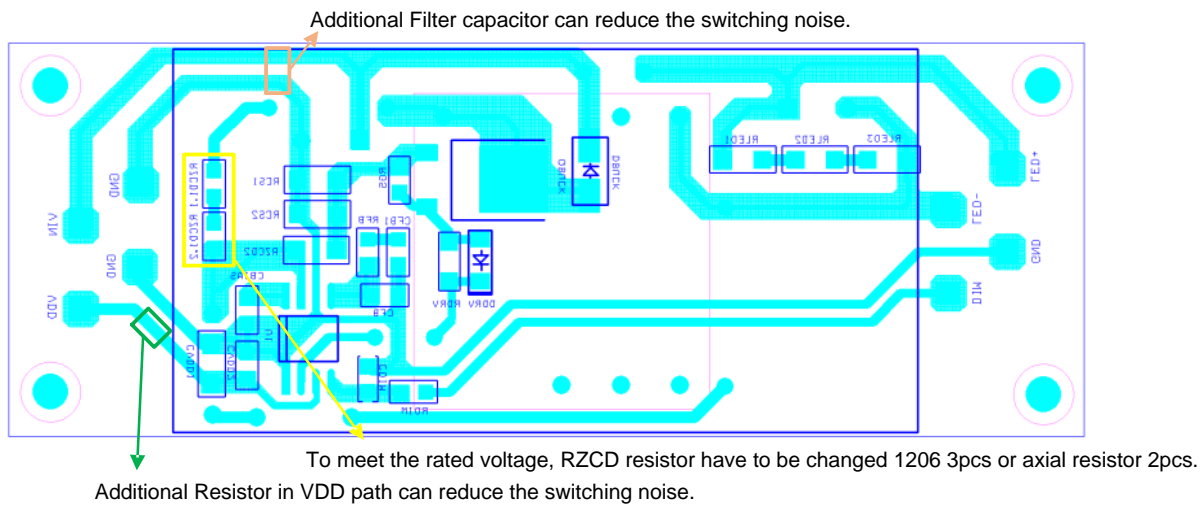 Additional Filter capacitor can reduce the switching noise.
RZCD1.1
RZCD1.2
GND
VIN
GND
VDD
RCS1
RCS2
RZCD2
CBIAS
RGS
RFB
CFB1
CFB
QBUCK
DBUCK
RDRV
DDRV
U1
CVDD1
CVDD2
CDIM
RDIM
RLED1
RLED2
RLED3
LED+
LED-
GND
DIM
To meet the rated voltage, RZCD resistor have to be changed 1206 3pcs or axial resistor 2pcs.
Additional Resistor in VDD path can reduce the switching noise.